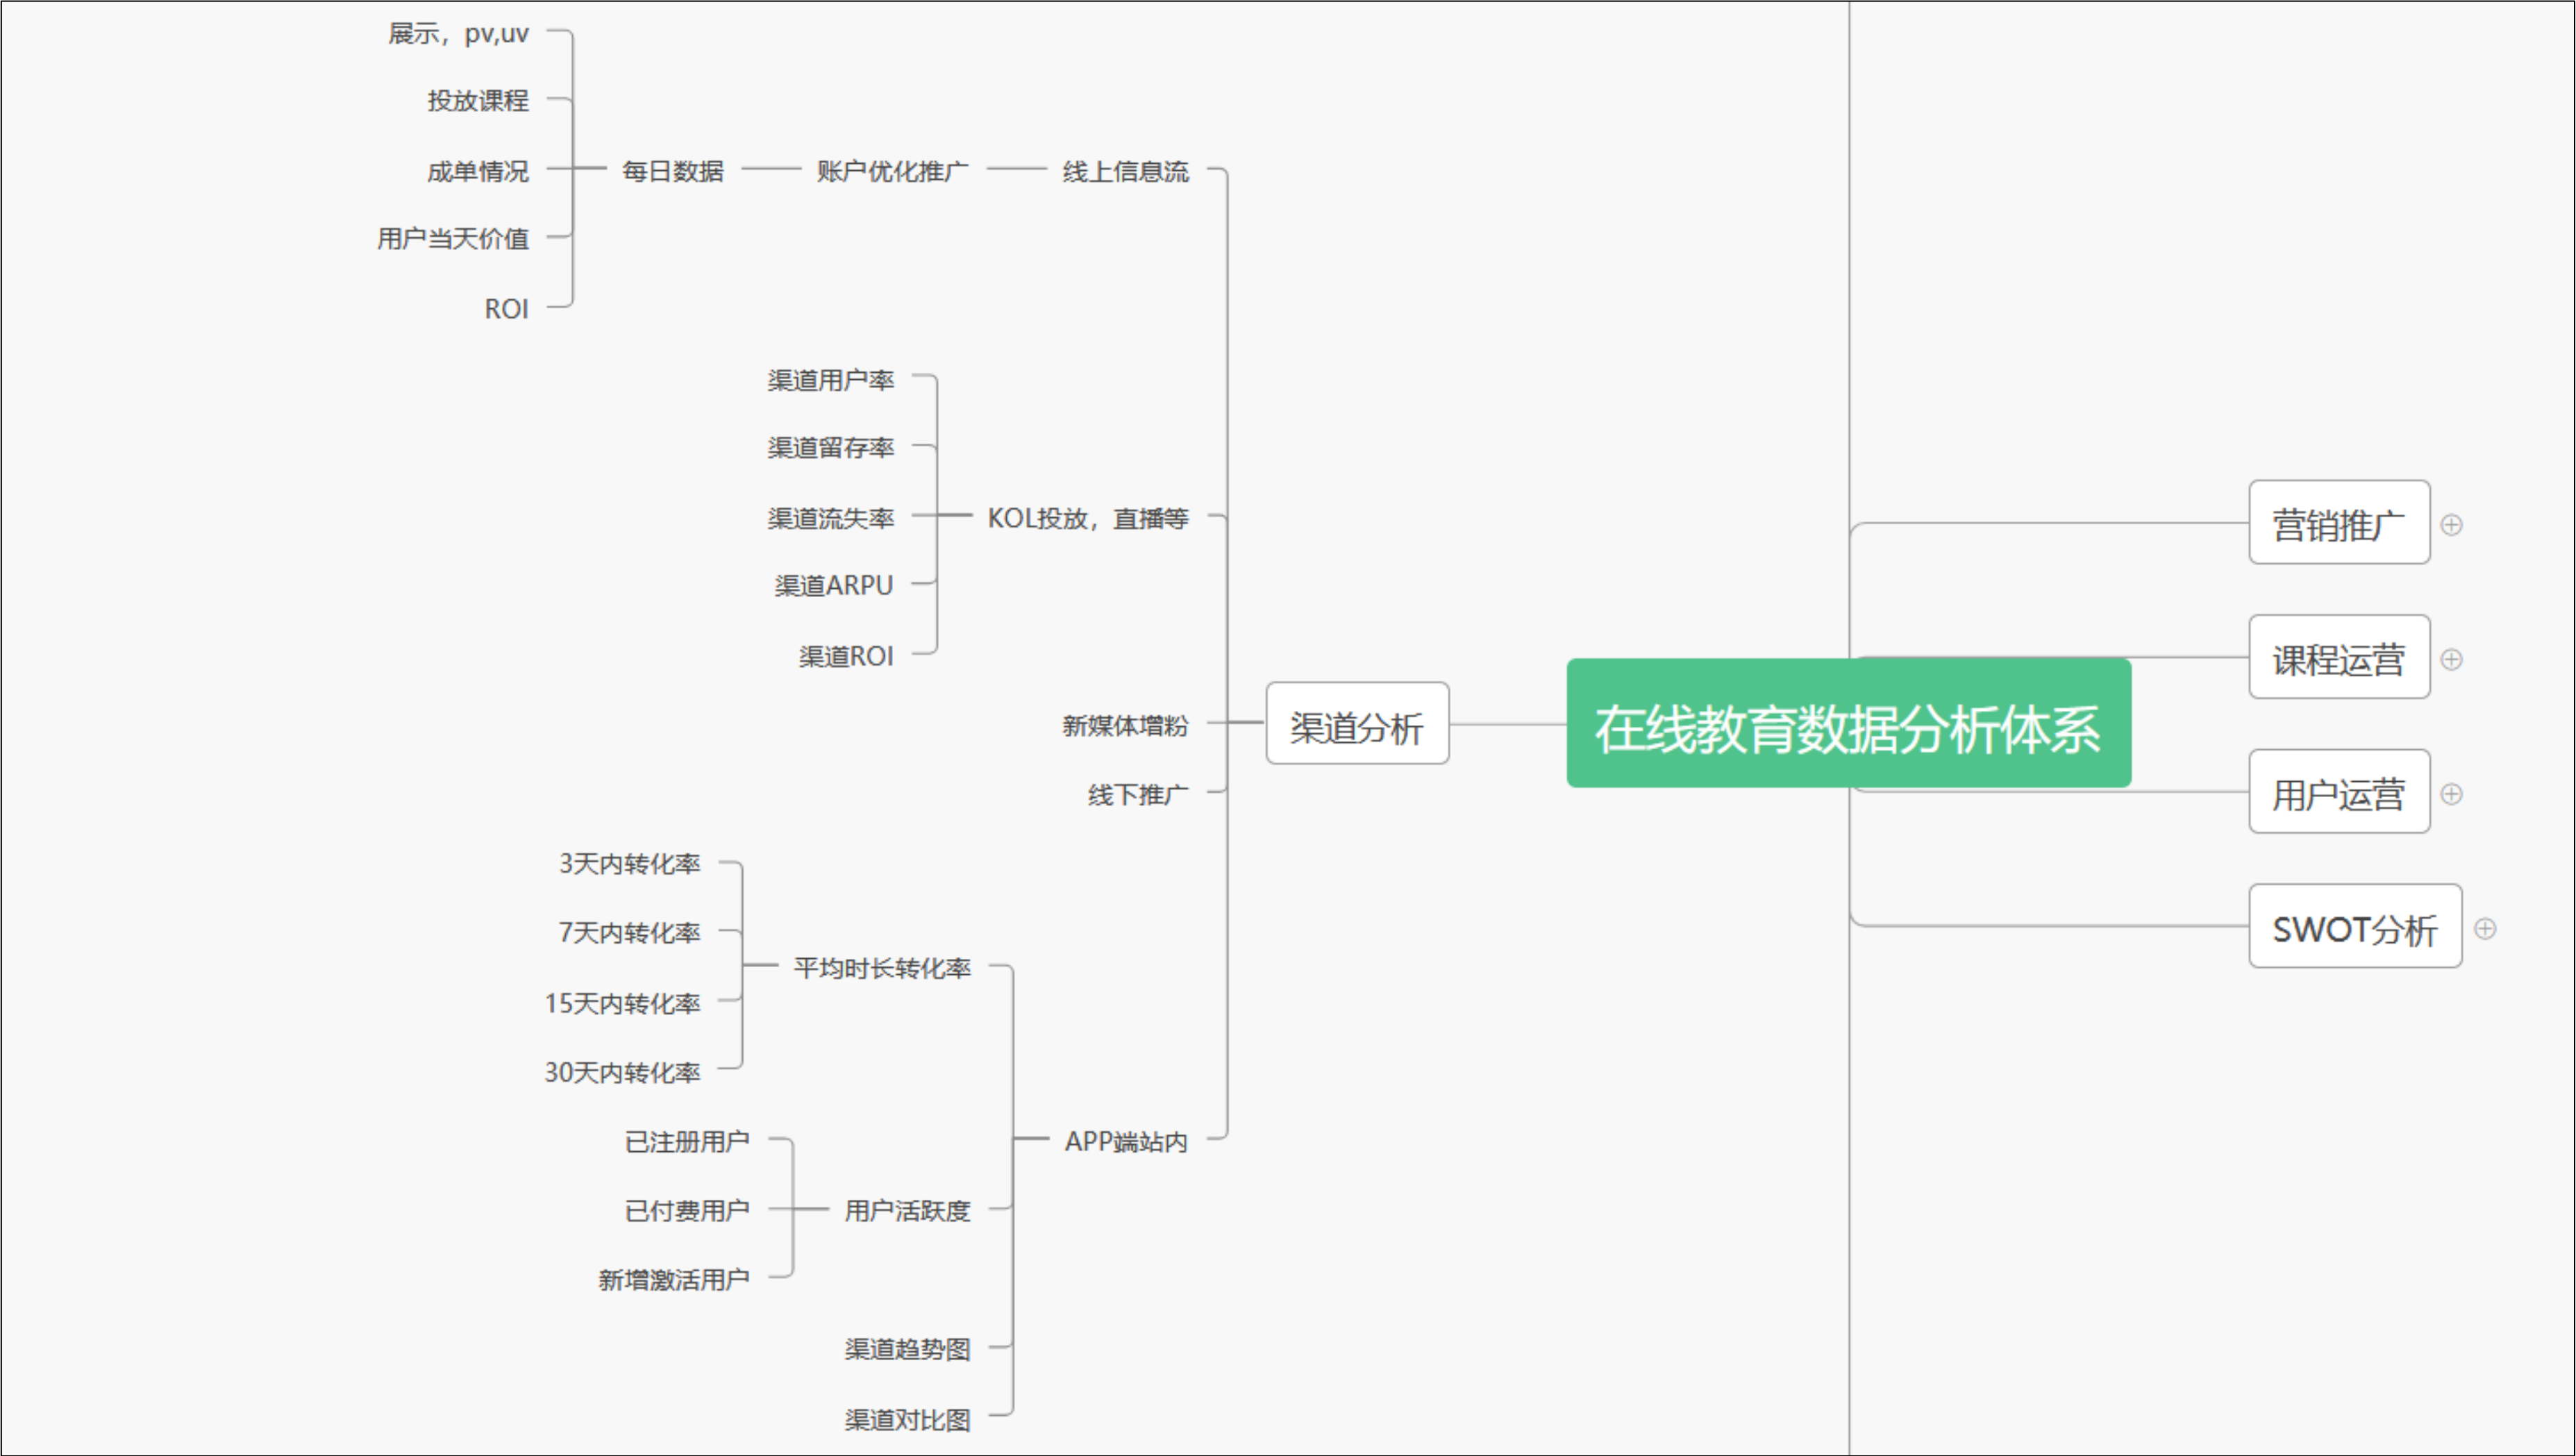 展示，pv,uv
投放课程
成单情况
每日数据
账户优化推广
线上信息流
用户当天价值
ROI
渠道用户率
渠道留存率
渠道流失率
KOL投放，直播等
渠道ARPU
渠道ROI
新媒体增粉
线下推广
渠道分析
在线教育数据分析体系
3天内转化率
7天内转化率
平均时长转化率
15天内转化率
30天内转化率
已注册用户
APP端站内
已付费用户
用户活跃度
新增激活用户
渠道趋势图
渠道对比图
营销推广
课程运营
用户运营
SWOT分析